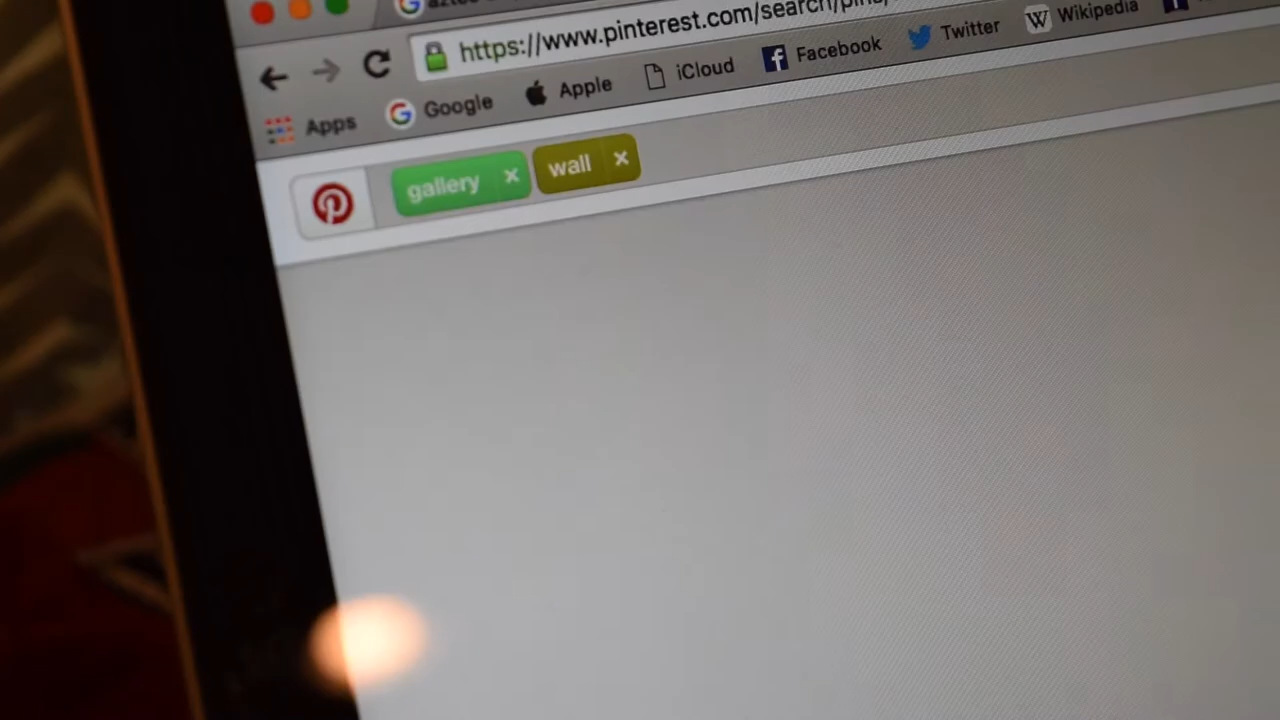 https://www.pinterest.com/search/pins/
Apps Google Apple iCloud Facebook Twitter Wikipedia
gallery × wall ×